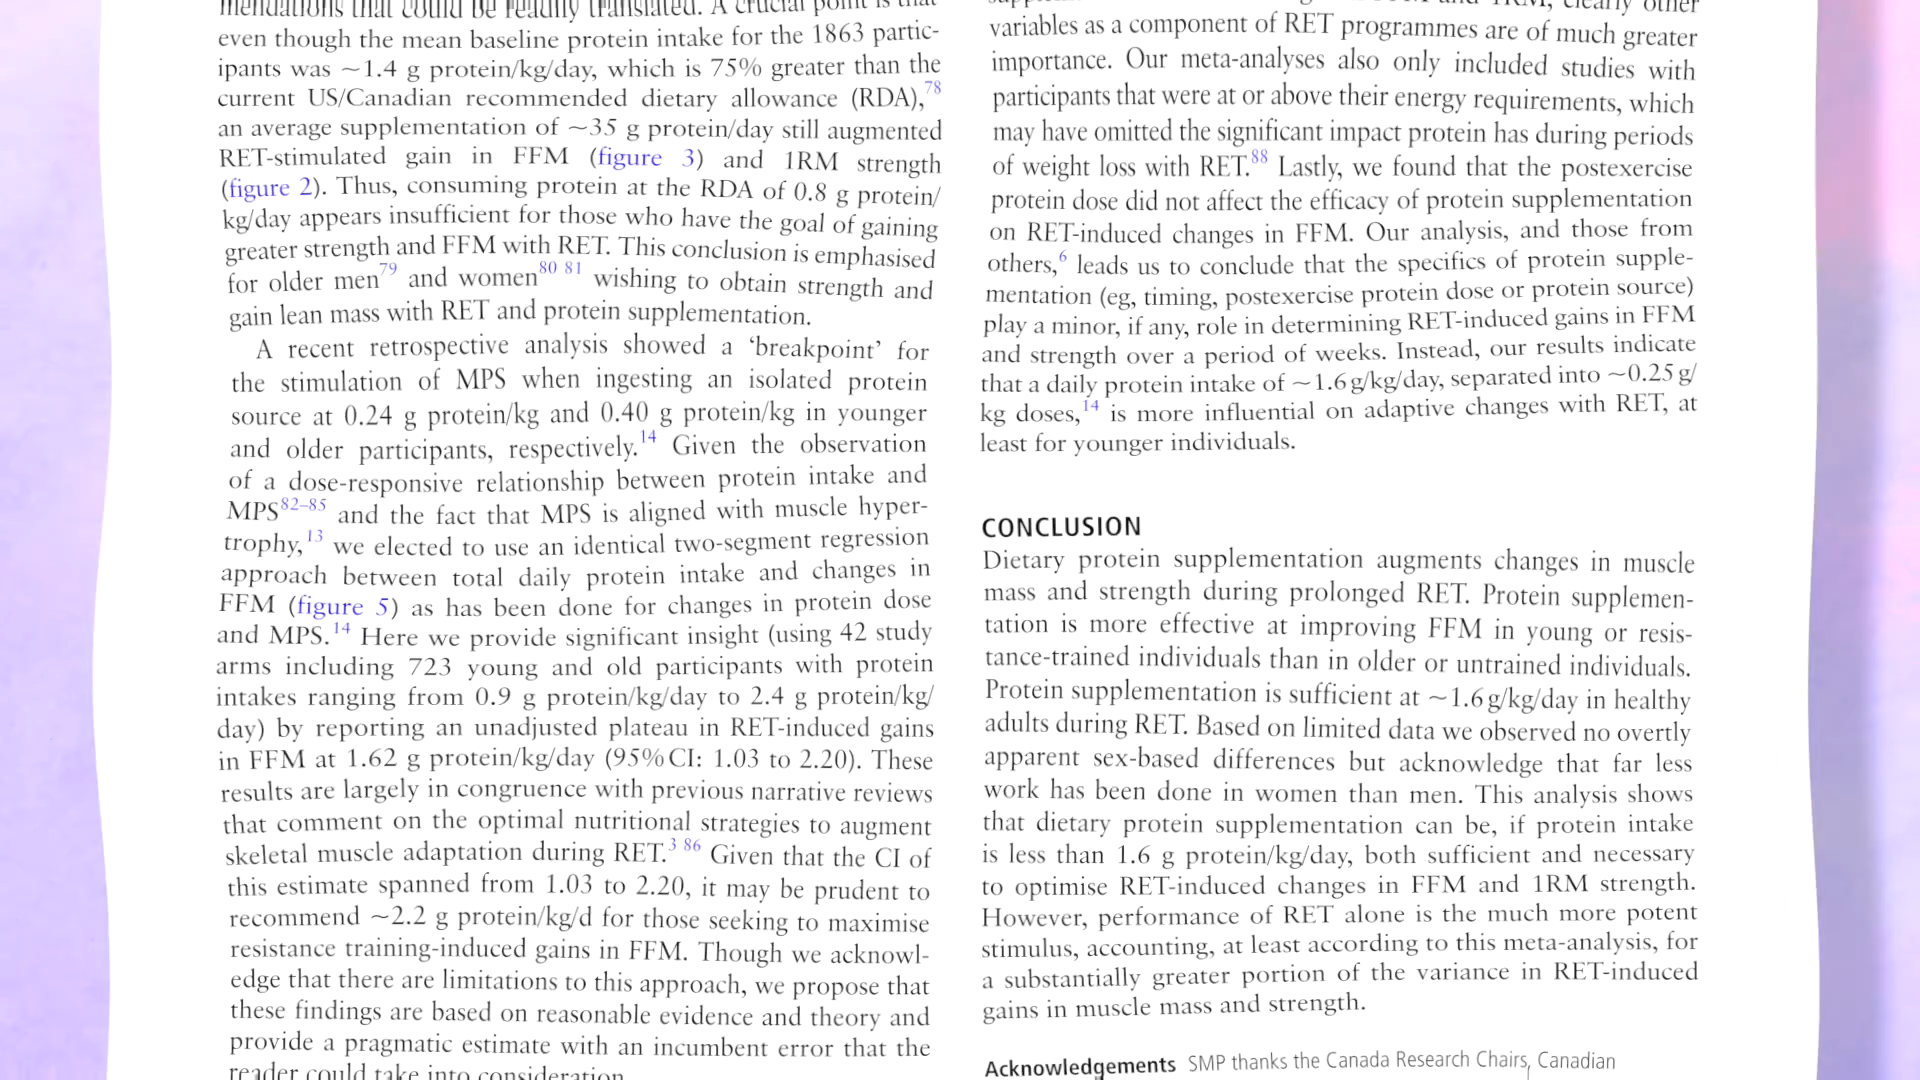 mendations that could be readily translated. A crucial point is that
even though the mean baseline protein intake for the 1863 partic-
ipants was ~1.4 g protein/kg/day, which is 75% greater than the
current US/Canadian recommended dietary allowance (RDA),78
an average supplementation of ~35 g protein/day still augmented
RET-stimulated gain in FFM (figure 3) and 1RM strength
(figure 2). Thus, consuming protein at the RDA of 0.8 g protein/
kg/day appears insufficient for those who have the goal of gaining
greater strength and FFM with RET. This conclusion is emphasised
for older men79 and women80 81 wishing to obtain strength and
gain lean mass with RET and protein supplementation.
A recent retrospective analysis showed a ‘breakpoint’ for
the stimulation of MPS when ingesting an isolated protein
source at 0.24 g protein/kg and 0.40 g protein/kg in younger
and older participants, respectively.14 Given the observation
of a dose-responsive relationship between protein intake and
MPS82–85 and the fact that MPS is aligned with muscle hyper-
trophy,13 we elected to use an identical two-segment regression
approach between total daily protein intake and changes in
FFM (figure 5) as has been done for changes in protein dose
and MPS.14 Here we provide significant insight (using 42 study
arms including 723 young and old participants with protein
intakes ranging from 0.9 g protein/kg/day to 2.4 g protein/kg/
day) by reporting an unadjusted plateau in RET-induced gains
in FFM at 1.62 g protein/kg/day (95% CI: 1.03 to 2.20). These
results are largely in congruence with previous narrative reviews
that comment on the optimal nutritional strategies to augment
skeletal muscle adaptation during RET.3 86 Given that the CI of
this estimate spanned from 1.03 to 2.20, it may be prudent to
recommend ~2.2 g protein/kg/d for those seeking to maximise
resistance training-induced gains in FFM. Though we acknowl-
edge that there are limitations to this approach, we propose that
these findings are based on reasonable evidence and theory and
provide a pragmatic estimate with an incumbent error that the
reader could take into consideration.
1RM, clearly other
variables as a component of RET programmes are of much greater
importance. Our meta-analyses also only included studies with
participants that were at or above their energy requirements, which
may have omitted the significant impact protein has during periods
of weight loss with RET.88 Lastly, we found that the postexercise
protein dose did not affect the efficacy of protein supplementation
on RET-induced changes in FFM. Our analysis, and those from
others,6 leads us to conclude that the specifics of protein supple-
mentation (eg, timing, postexercise protein dose or protein source)
play a minor, if any, role in determining RET-induced gains in FFM
and strength over a period of weeks. Instead, our results indicate
that a daily protein intake of ~1.6 g/kg/day, separated into ~0.25 g/
kg doses,14 is more influential on adaptive changes with RET, at
least for younger individuals.
CONCLUSION
Dietary protein supplementation augments changes in muscle
mass and strength during prolonged RET. Protein supplemen-
tation is more effective at improving FFM in young or resis-
tance-trained individuals than in older or untrained individuals.
Protein supplementation is sufficient at ~1.6 g/kg/day in healthy
adults during RET. Based on limited data we observed no overtly
apparent sex-based differences but acknowledge that far less
work has been done in women than men. This analysis shows
that dietary protein supplementation can be, if protein intake
is less than 1.6 g protein/kg/day, both sufficient and necessary
to optimise RET-induced changes in FFM and 1RM strength.
However, performance of RET alone is the much more potent
stimulus, accounting, at least according to this meta-analysis, for
a substantially greater portion of the variance in RET-induced
gains in muscle mass and strength.
Acknowledgements SMP thanks the Canada Research Chairs, Canadian